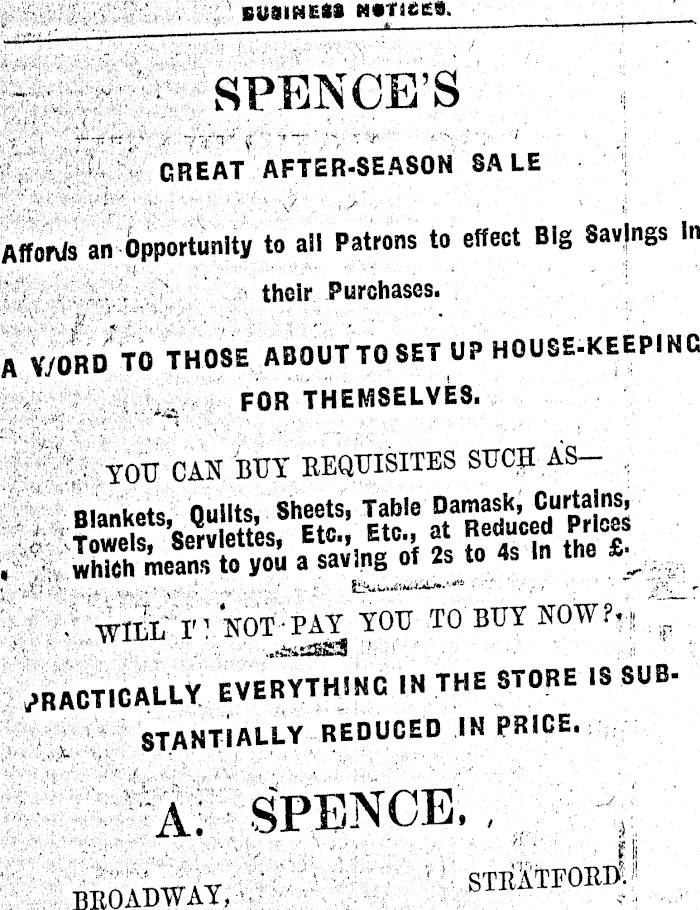 BUSINESS NOTICES.
SPENCE'S
GREAT AFTER-SEASON SALE
Affords an Opportunity to all Patrons to effect Big Savings in
their Purchases.
A WORD TO THOSE ABOUT TO SET UP HOUSE-KEEPING
FOR THEMSELVES.
YOU CAN BUY REQUISITES SUCH AS—
Blankets, Quilts, Sheets, Table Damask, Curtains,
Towels, Serviettes, Etc., Etc., at Reduced Prices
which means to you a saving of 2s to 4s in the £.
WILL IT NOT PAY YOU TO BUY NOW?
PRACTICALLY EVERYTHING IN THE STORE IS SUB-
STANTIALLY REDUCED IN PRICE.
A. SPENCE,
BROADWAY, STRATFORD.